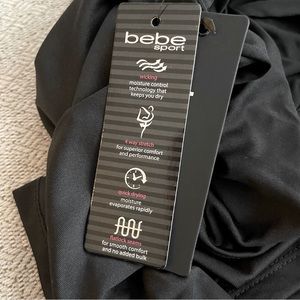 bebe
sport
wicking
moisture control
technology that
keeps you dry
4 way stretch
for superior comfort
and performance
quick drying
moisture
evaporates rapidly
flatlock seams
for smooth comfort
and no added bulk